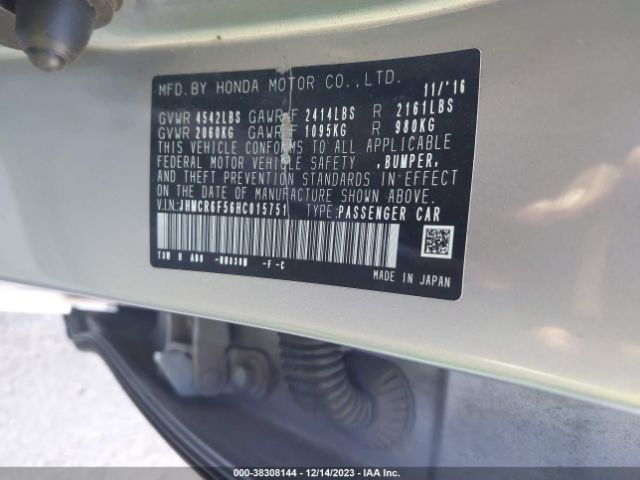 MFD. BY HONDA MOTOR CO., LTD. 11/'16
GVWR 4542LBS GAWR F 2414LBS R 2161LBS
GVWR 2060KG GAWR F 1095KG R 980KG
THIS VEHICLE CONFORMS TO ALL APPLICABLE
FEDERAL MOTOR VEHICLE SAFETY ,BUMPER,
AND THEFT PREVENTION STANDARDS IN EFFECT
ON THE DATE OF MANUFACTURE SHOWN ABOVE.
V.I.N:JHMCR6F56HC015751 TYPE:PASSENGER CAR
-F -C
MADE IN JAPAN
000-38308144 - 12/14/2023 - IAA Inc.